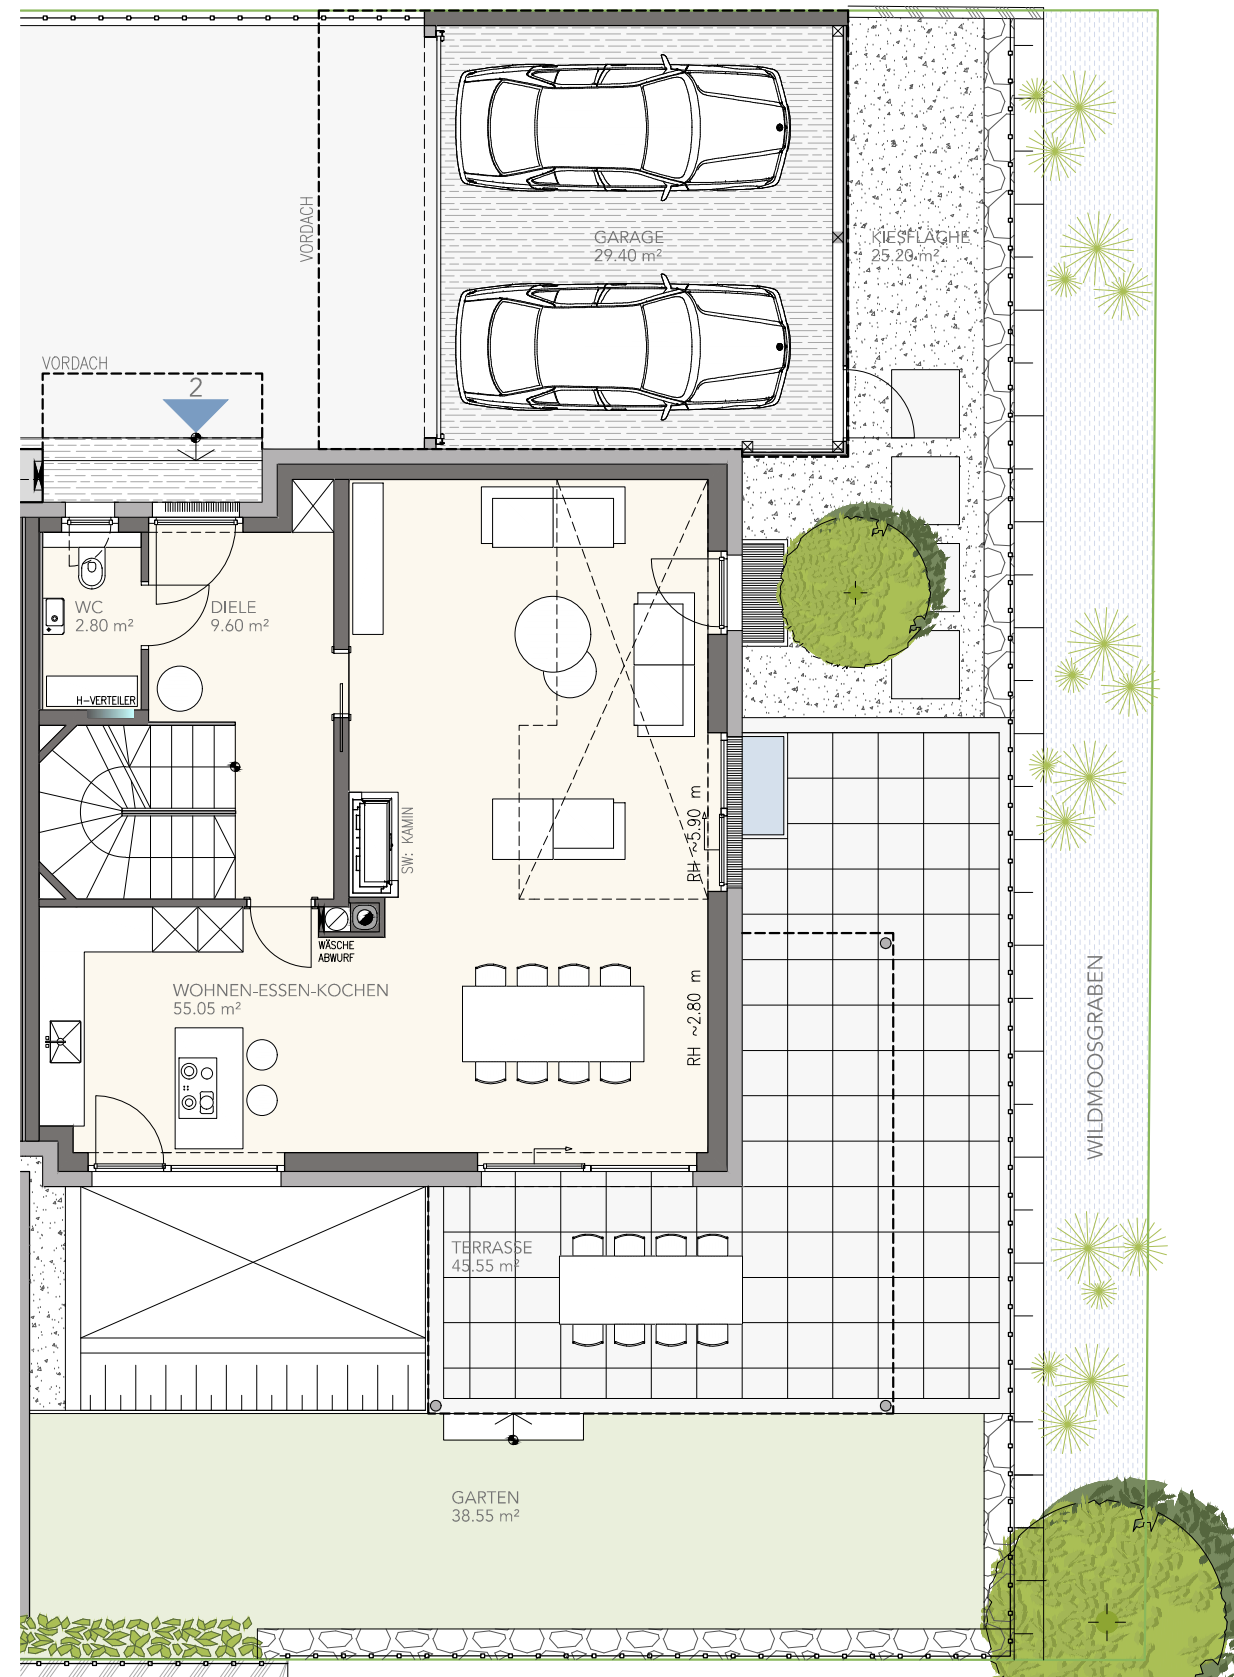 VORDACH
GARAGE
29.40 m²
KIESFLÄCHE
25.20 m²
VORDACH
2
WC
2.80 m²
DIELE
9.60 m²
H-VERTEILER
SW: KAMIN
RH ~5.90 m
WÄSCHE
ABWURF
WOHNEN-ESSEN-KOCHEN
55.05 m²
RH ~2.80 m
WILDMOOSGRABEN
TERRASSE
45.55 m²
GARTEN
38.55 m²